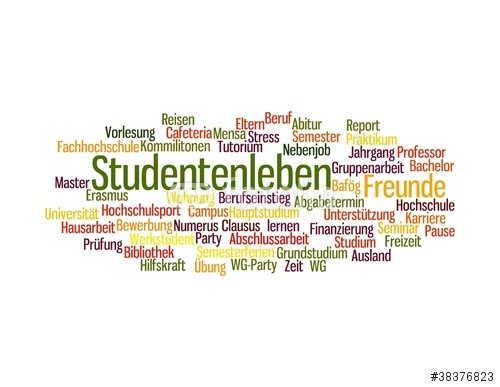 Reisen Eltern Beruf Abitur Report
Vorlesung Cafeteria Mensa Stress Semester Praktikum
Fachhochschule Kommilitonen Tutorium Nebenjob Jahrgang Professor
Studentenleben Gruppenarbeit Bachelor
Master Bafög Freunde
Erasmus Wohnung Berufseinstieg Abgabetermin Hochschule
Universität Hochschulsport Campus Hauptstudium Unterstützung Karriere
Hausarbeit Bewerbung Numerus Clausus lernen Finanzierung Seminar Pause
Prüfung Werkstudent Party Abschlussarbeit Studium Freizeit
Bibliothek Semesterferien Grundstudium Ausland
Hilfskraft Übung WG-Party Zeit WG
#38376823